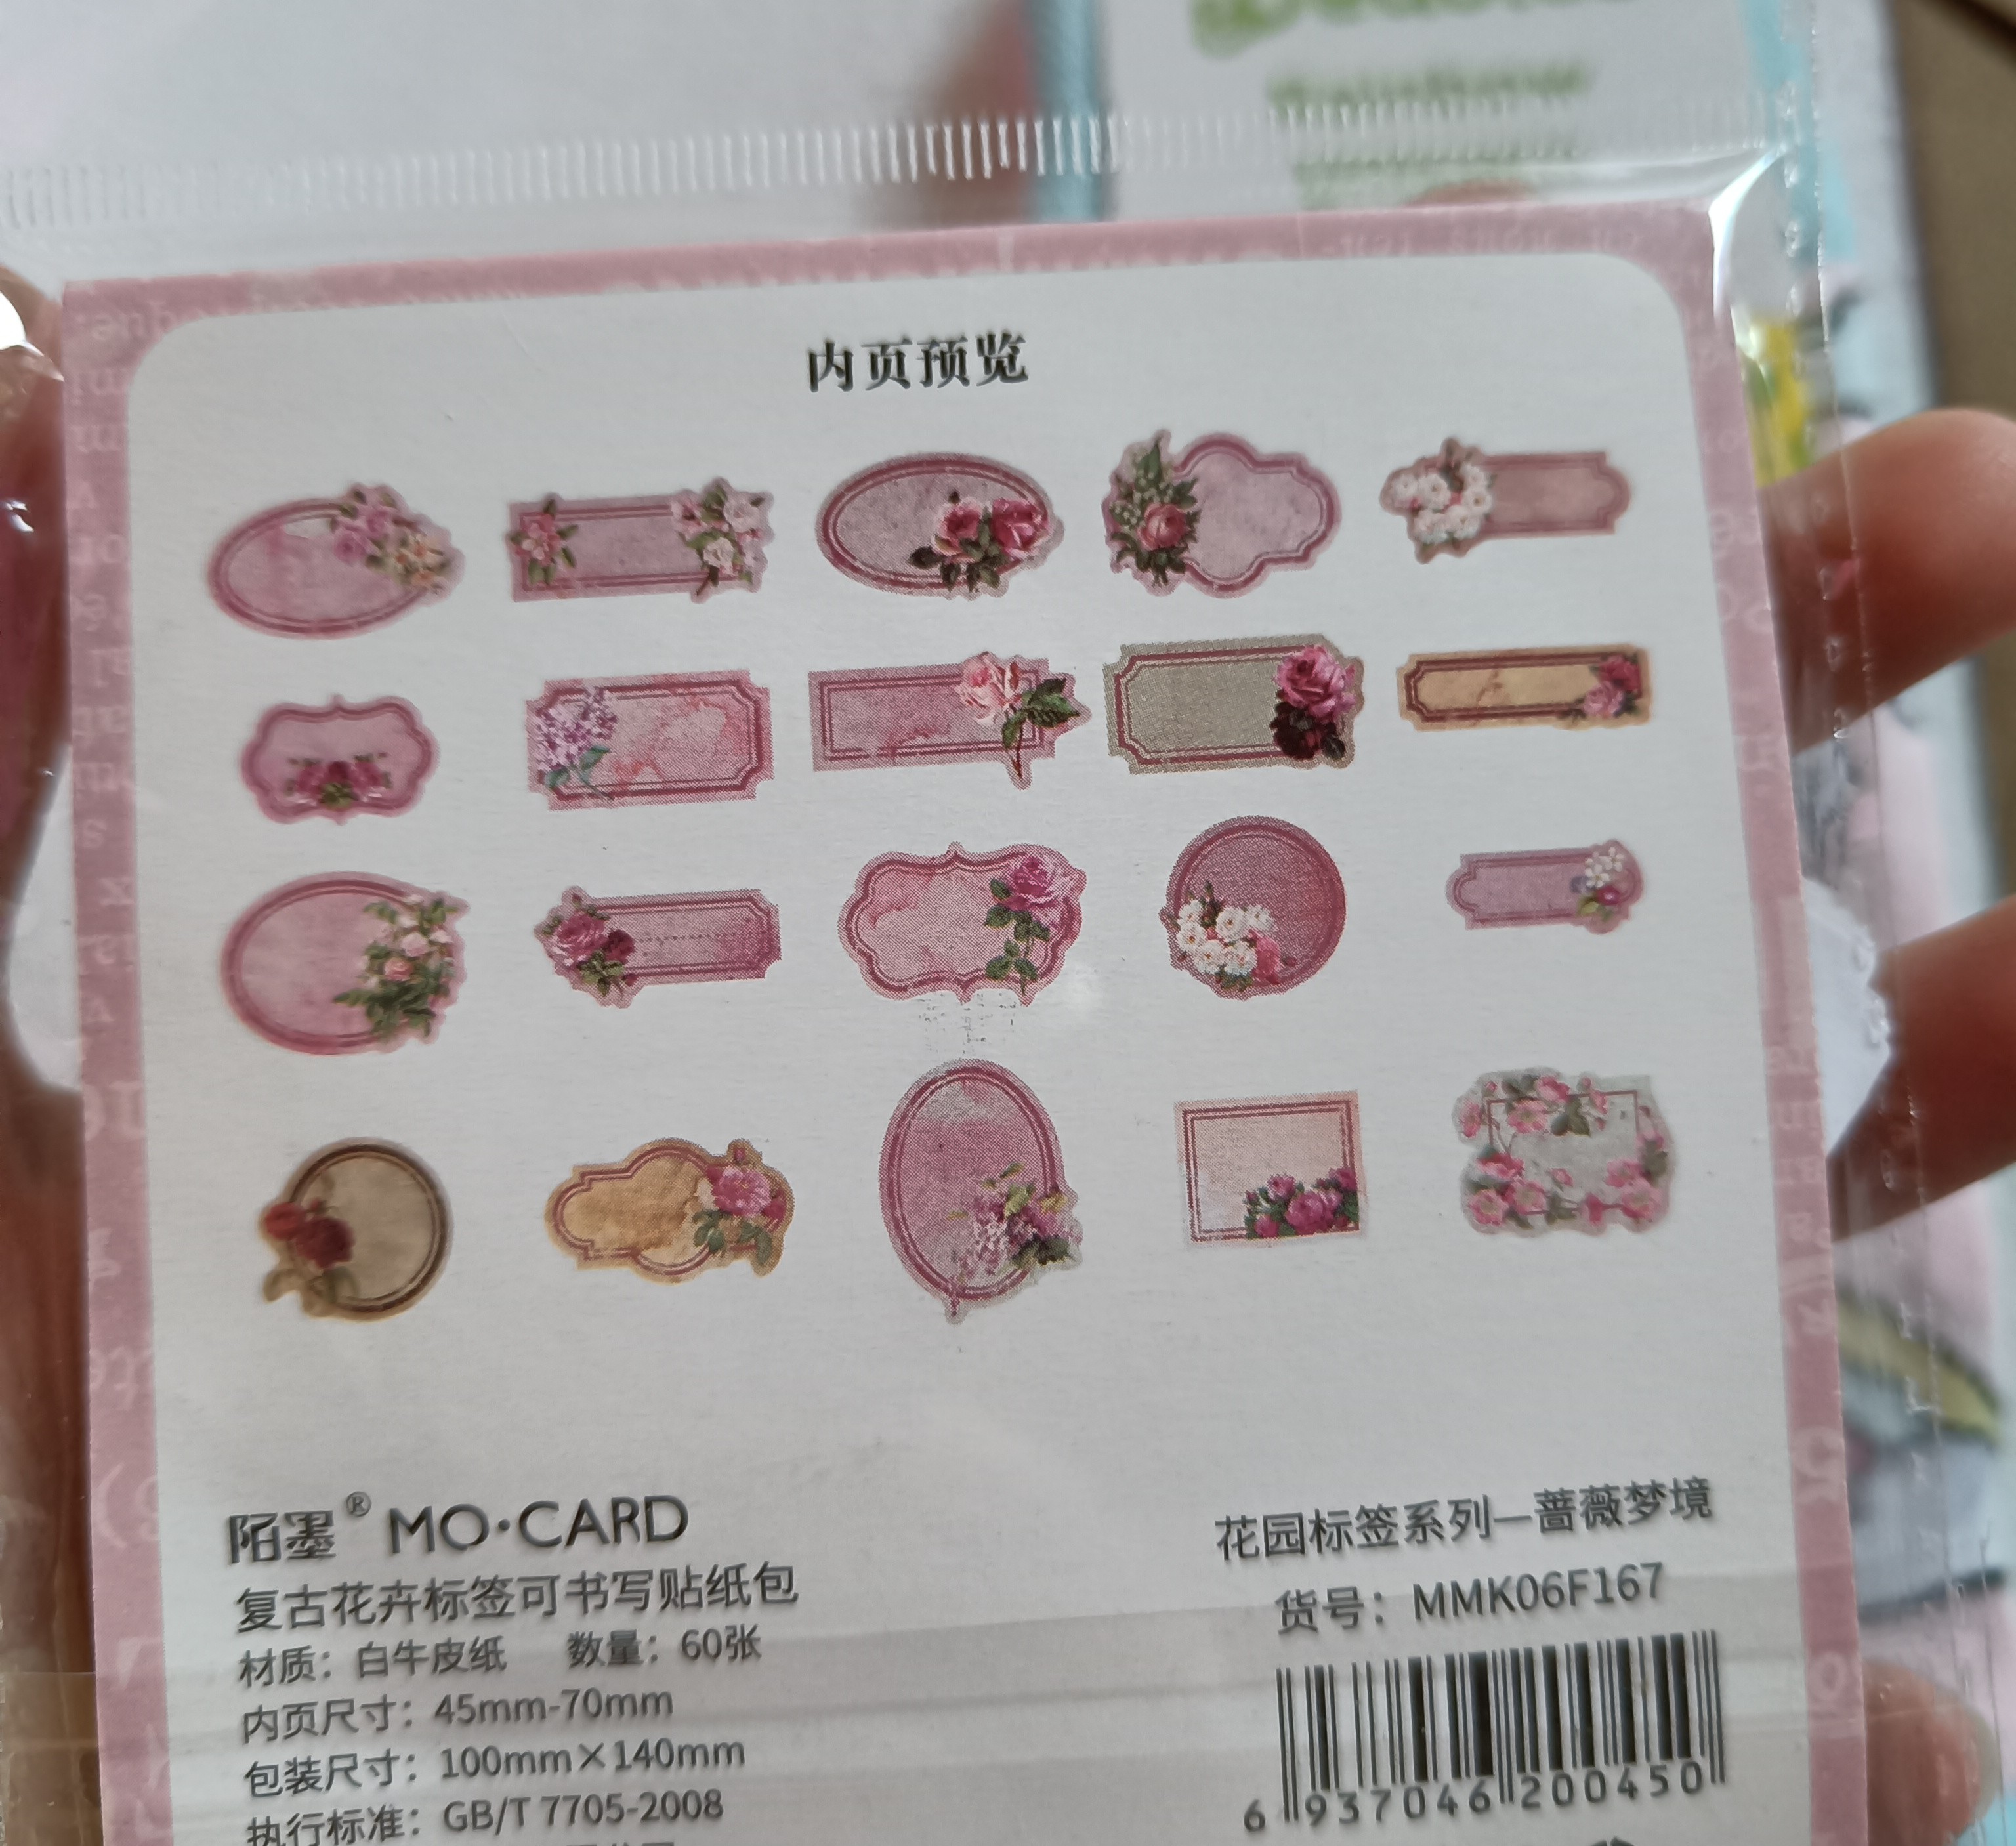 内页预览
陌墨® MO·CARD
复古花卉标签可书写贴纸包
材质：白牛皮纸 数量：60张
内页尺寸：45mm-70mm
包装尺寸：100mm×140mm
执行标准：GB/T 7705-2008
花园标签系列—蔷薇梦境
货号：MMK06F167
6 937046 200450